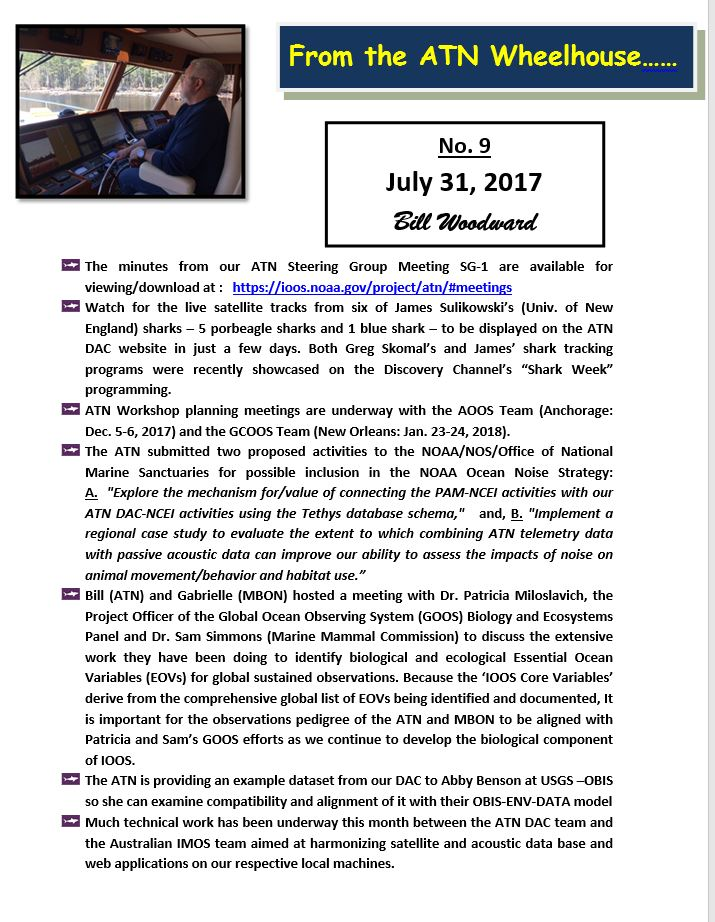 From the ATN Wheelhouse……
No. 9
July 31, 2017
Bill Woodward
The minutes from our ATN Steering Group Meeting SG-1 are available for
viewing/download at : https://ioos.noaa.gov/project/atn/#meetings
Watch for the live satellite tracks from six of James Sulikowski’s (Univ. of New
England) sharks – 5 porbeagle sharks and 1 blue shark – to be displayed on the ATN
DAC website in just a few days. Both Greg Skomal’s and James’ shark tracking
programs were recently showcased on the Discovery Channel’s “Shark Week”
programming.
ATN Workshop planning meetings are underway with the AOOS Team (Anchorage:
Dec. 5-6, 2017) and the GCOOS Team (New Orleans: Jan. 23-24, 2018).
The ATN submitted two proposed activities to the NOAA/NOS/Office of National
Marine Sanctuaries for possible inclusion in the NOAA Ocean Noise Strategy:
A. "Explore the mechanism for/value of connecting the PAM-NCEI activities with our
ATN DAC-NCEI activities using the Tethys database schema," and, B. "Implement a
regional case study to evaluate the extent to which combining ATN telemetry data
with passive acoustic data can improve our ability to assess the impacts of noise on
animal movement/behavior and habitat use.”
Bill (ATN) and Gabrielle (MBON) hosted a meeting with Dr. Patricia Miloslavich, the
Project Officer of the Global Ocean Observing System (GOOS) Biology and Ecosystems
Panel and Dr. Sam Simmons (Marine Mammal Commission) to discuss the extensive
work they have been doing to identify biological and ecological Essential Ocean
Variables (EOVs) for global sustained observations. Because the ‘IOOS Core Variables’
derive from the comprehensive global list of EOVs being identified and documented, It
is important for the observations pedigree of the ATN and MBON to be aligned with
Patricia and Sam’s GOOS efforts as we continue to develop the biological component
of IOOS.
The ATN is providing an example dataset from our DAC to Abby Benson at USGS –OBIS
so she can examine compatibility and alignment of it with their OBIS-ENV-DATA model
Much technical work has been underway this month between the ATN DAC team and
the Australian IMOS team aimed at harmonizing satellite and acoustic data base and
web applications on our respective local machines.